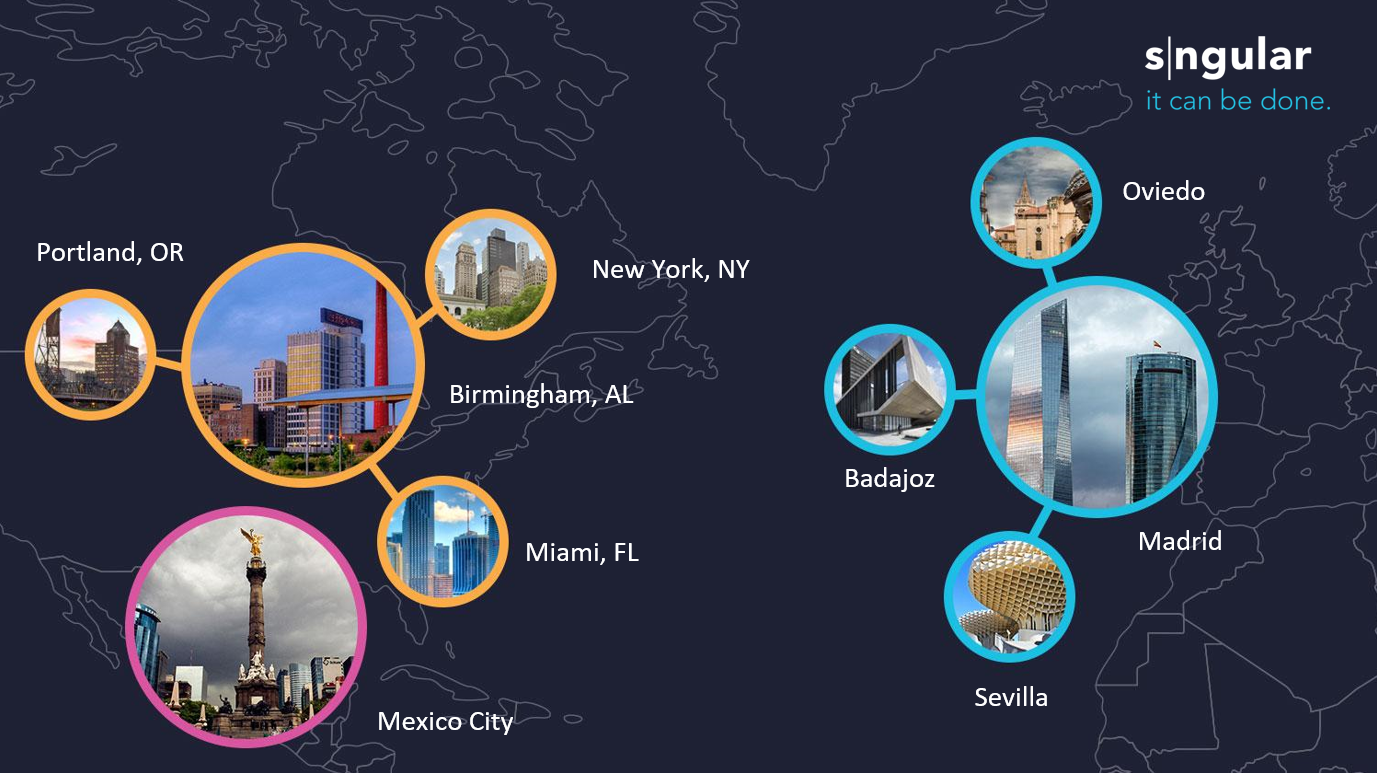 s|ngular
it can be done.
Oviedo
Portland, OR
New York, NY
Birmingham, AL
Badajoz
Madrid
Miami, FL
Sevilla
Mexico City